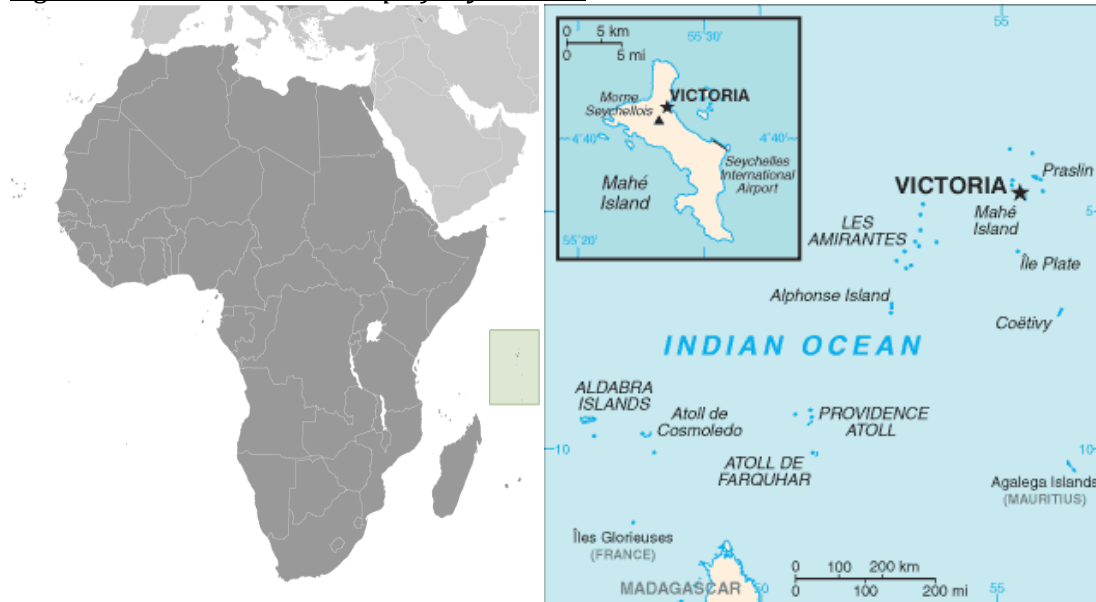 0 5 km
0 5 mi
55°30'
55
Morne
Seychellois
VICTORIA
4°40'
4°40'
Seychelles
International
Airport
Mahé
Island
55°20'
Praslin
VICTORIA
Mahé
Island
5
LES
AMIRANTES
Île Plate
Alphonse Island
Coëtivy
INDIAN OCEAN
ALDABRA
ISLANDS
Atoll de
Cosmoledo
PROVIDENCE
ATOLL
10
10
ATOLL DE
FARQUHAR
Agalega Islands
(MAURITIUS)
Îles Glorieuses
(FRANCE)
0 100 200 km
0 100 200 mi
MADAGASCAR
50
55